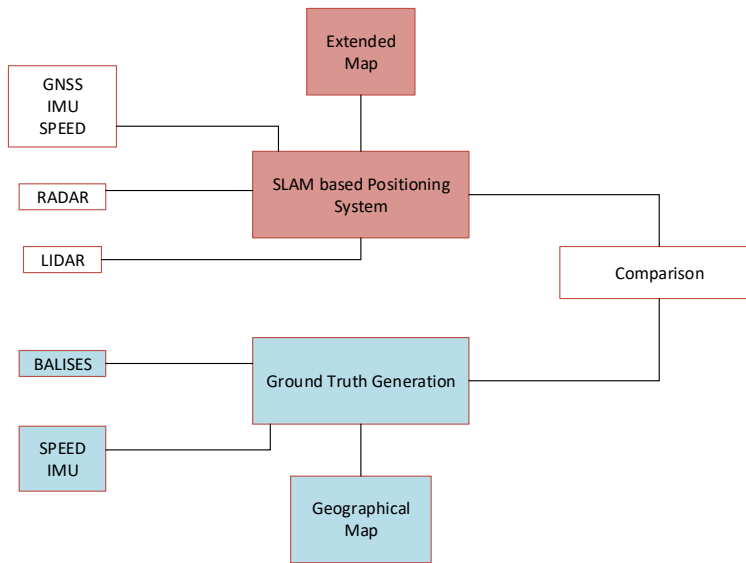 Extended
Map
GNSS
IMU
SPEED
SLAM based Positioning
System
RADAR
LIDAR
Comparison
BALISES
Ground Truth Generation
SPEED
IMU
Geographical
Map